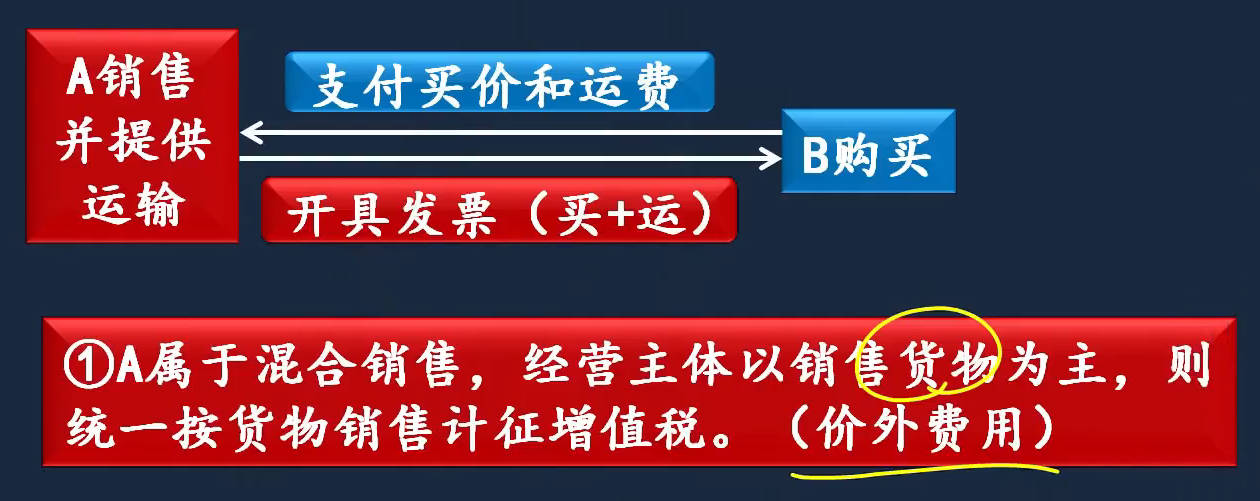 A销售
并提供
运输
支付买价和运费
B购买
开具发票（买+运）
①A属于混合销售，经营主体以销售货物为主，则
统一按货物销售计征增值税。（价外费用）